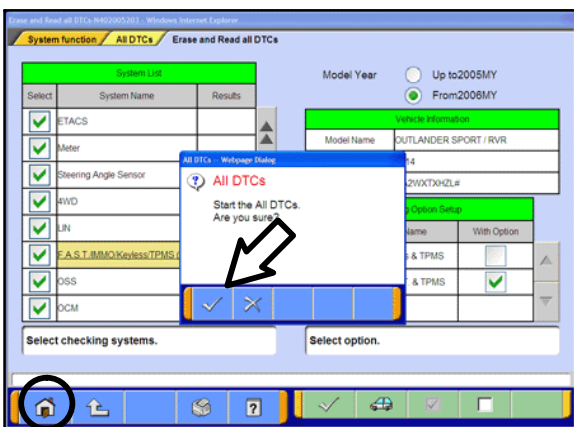 Erase and Read all DTCs-N402005203 - Windows Internet Explorer
System function
All DTCs
Erase and Read all DTCs
System List
Select
System Name
Results
ETACS
Meter
Steering Angle Sensor
4WD
LIN
F.A.S.T./IMMO/Keyless/TPMS (
OSS
OCM
Select checking systems.
Model Year
Up to2005MY
From2006MY
Vehicle Information
Model Name
OUTLANDER SPORT / RVR
14
2WXTXHZL#
g Option Setup
Name
With Option
& TPMS
. & TPMS
Select option.
All DTCs -- Webpage Dialog
All DTCs
Start the All DTCs.
Are you sure?
?